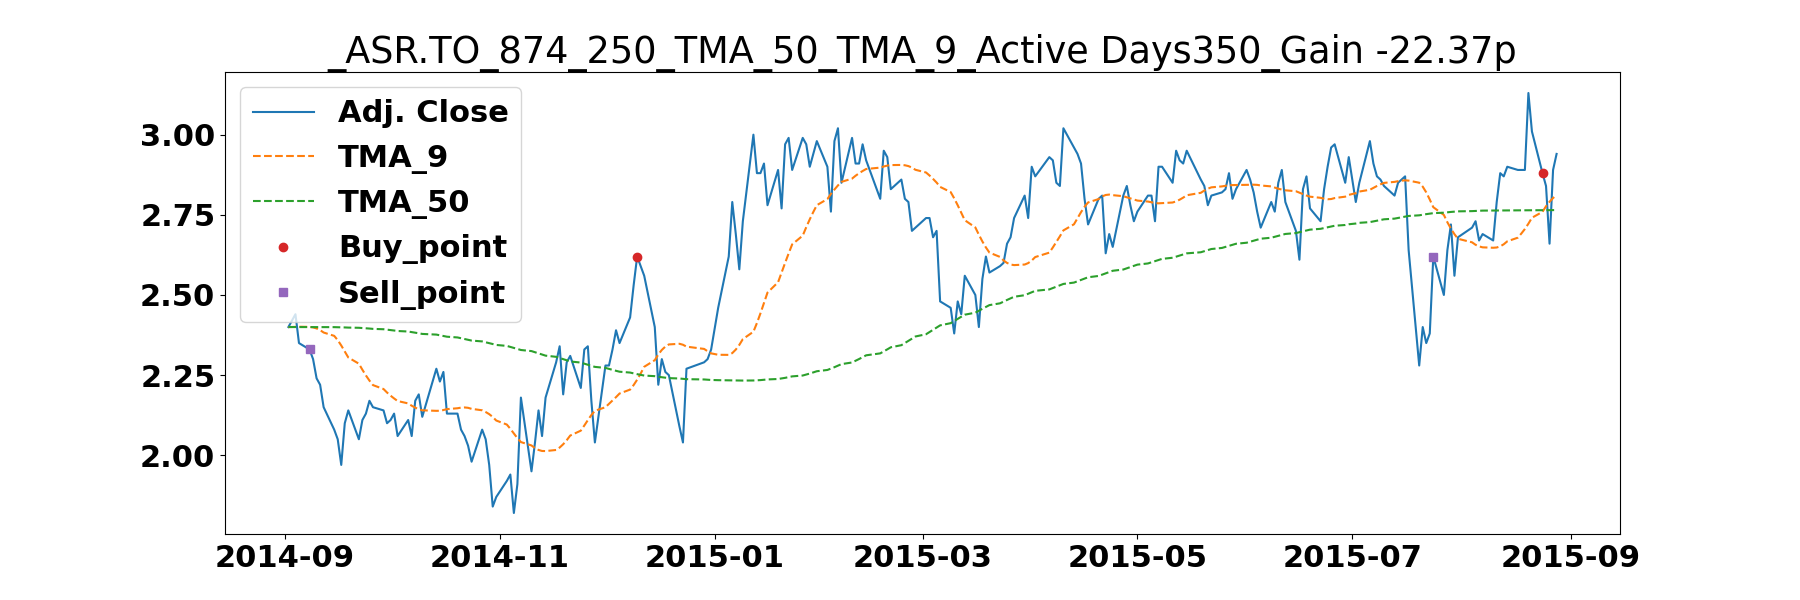 _ASR.TO_874_250_TMA_50_TMA_9_Active Days350_Gain -22.37p
Adj. Close
TMA_9
TMA_50
Buy_point
Sell_point
3.00
2.75
2.50
2.25
2.00
2014-09 2014-11 2015-01 2015-03 2015-05 2015-07 2015-09